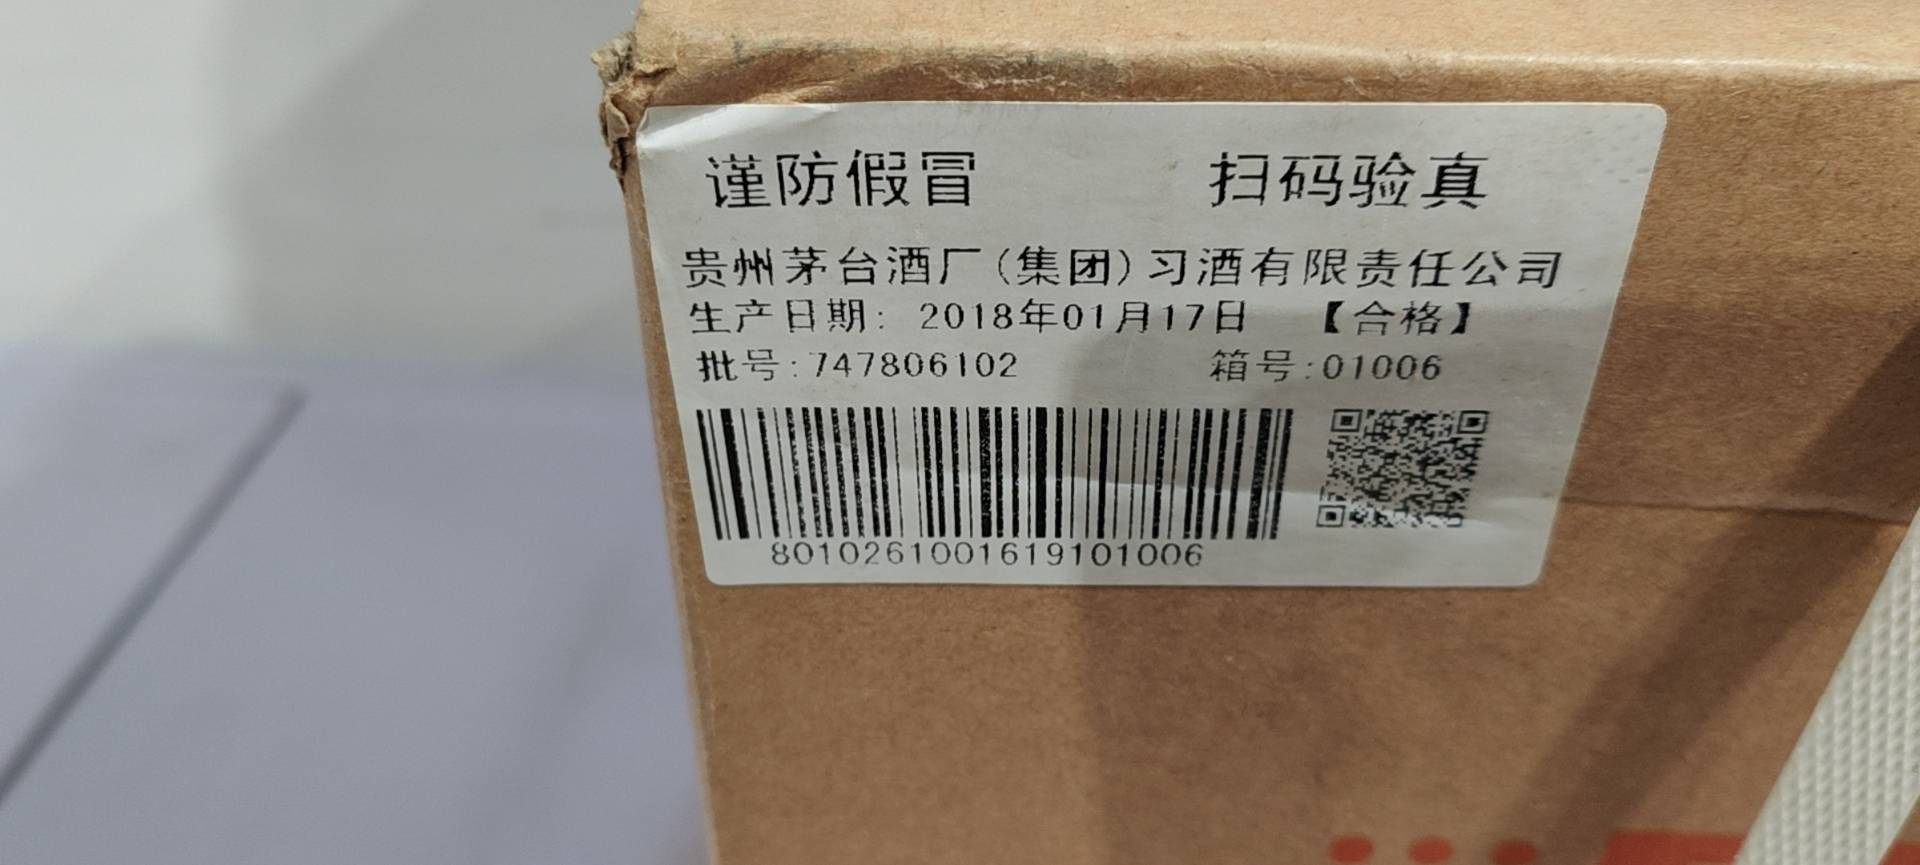 谨防假冒 扫码验真
贵州茅台酒厂(集团)习酒有限责任公司
生产日期: 2018年01月17日 【合格】
批号:747806102 箱号:01006
8010261001619101006